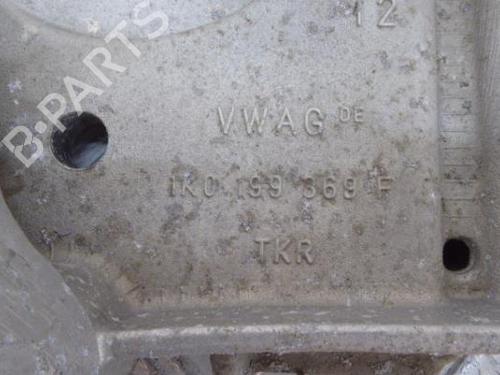 12
B-PARTS
VWAG DE
1K0 199 369 F
TKR